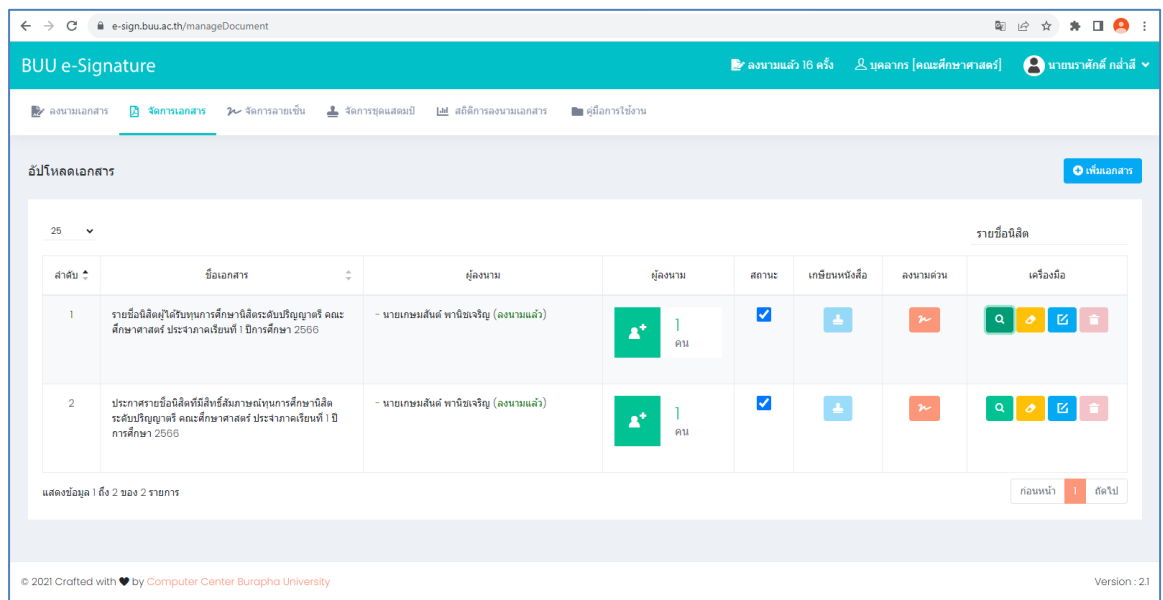 e-sign.buu.ac.th/manageDocument
BUU e-Signature
ลงนามแล้ว 16 ครั้ง
บุคลากร [คณะศึกษาศาสตร์]
นายนราศักดิ์ กล่ำสี
ลงนามเอกสาร
จัดการเอกสาร
จัดการลายเซ็น
จัดการชุดแสตมป์
สถิติการลงนามเอกสาร
คู่มือการใช้งาน
อัปโหลดเอกสาร
เพิ่มเอกสาร
25
รายชื่อนิสิต
ลำดับ ชื่อเอกสาร ผู้ลงนาม ผู้ลงนาม สถานะ เกษียนหนังสือ ลงนามด่วน เครื่องมือ
1
รายชื่อนิสิตผู้ได้รับทุนการศึกษานิสิตระดับปริญญาตรี คณะ
ศึกษาศาสตร์ ประจำภาคเรียนที่ 1 ปีการศึกษา 2566
- นายเกษมสันต์ พานิชเจริญ (ลงนามแล้ว)
1
คน
2
ประกาศรายชื่อนิสิตที่มีสิทธิ์สัมภาษณ์ทุนการศึกษานิสิต
ระดับปริญญาตรี คณะศึกษาศาสตร์ ประจำภาคเรียนที่ 1 ปี
การศึกษา 2566
- นายเกษมสันต์ พานิชเจริญ (ลงนามแล้ว)
1
คน
แสดงข้อมูล 1 ถึง 2 ของ 2 รายการ
ก่อนหน้า 1 ถัดไป
© 2021 Crafted with ♥ by Computer Center Burapha University
Version : 2.1